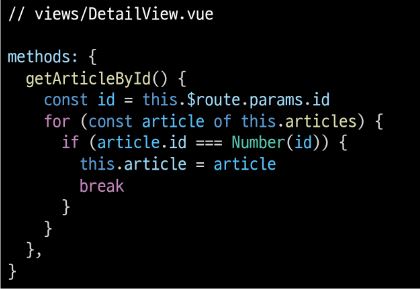 // views/DetailView.vue

methods: {
  getArticleById() {
    const id = this.$route.params.id
    for (const article of this.articles) {
      if (article.id === Number(id)) {
        this.article = article
        break
      }
    }
  },
}